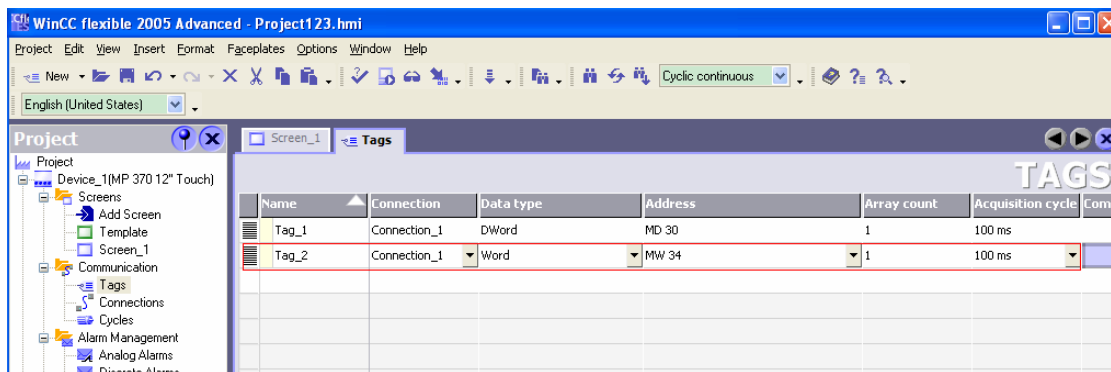 WinCC flexible 2005 Advanced - Project123.hmi
Project Edit View Insert Format Faceplates Options Window Help
New Cyclic continuous
English (United States)
Project Screen_1 Tags
Project
TAGS
Device_1(MP 370 12" Touch)
Screens
Name Connection Data type Address Array count Acquisition cycle Com
Add Screen
Template
Tag_1 Connection_1 DWord MD 30 1 100 ms
Screen_1
Tag_2 Connection_1 Word MW 34 1 100 ms
Communication
Tags
Connections
Cycles
Alarm Management
Analog Alarms
Discrete Alarms